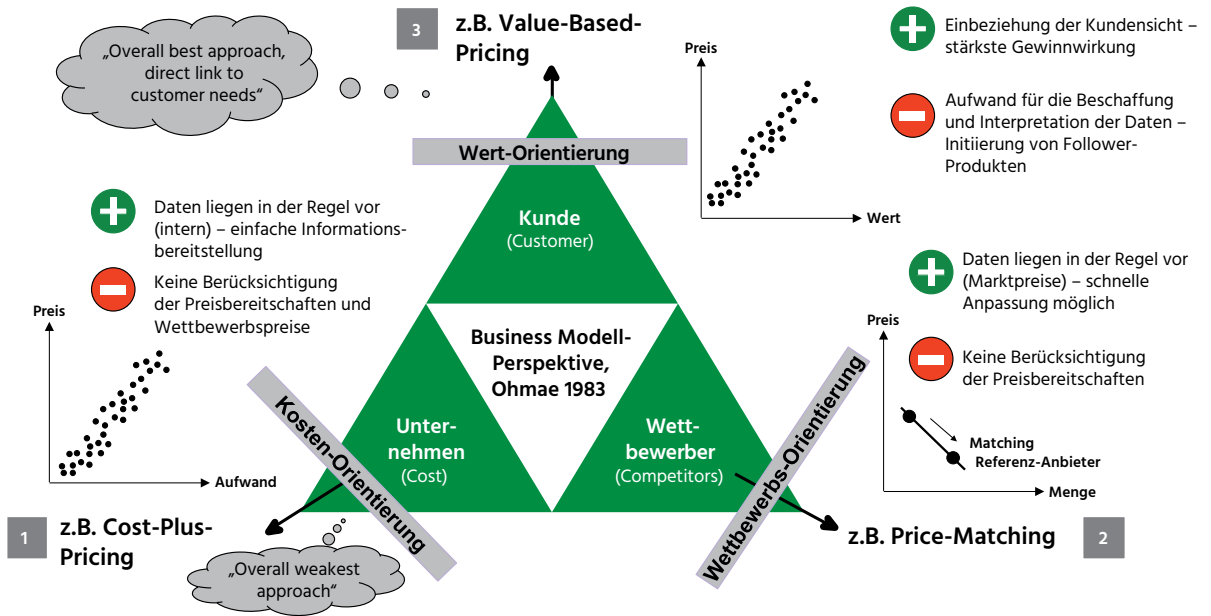 3
z.B. Value-Based-
Pricing
„Overall best approach,
direct link to
customer needs“
Preis
Wert
Einbeziehung der Kundensicht –
stärkste Gewinnwirkung
Aufwand für die Beschaffung
und Interpretation der Daten –
Initiierung von Follower-
Produkten
Wert-Orientierung
Kunde
(Customer)
Daten liegen in der Regel vor
(intern) – einfache Informations-
bereitstellung
Keine Berücksichtigung
der Preisbereitschaften und
Wettbewerbspreise
Preis
Aufwand
Business Modell-
Perspektive,
Ohmae 1983
Unter-
nehmen
(Cost)
Wett-
bewerber
(Competitors)
Kosten-Orientierung
Wettbewerbs-Orientierung
Daten liegen in der Regel vor
(Marktpreise) – schnelle
Anpassung möglich
Keine Berücksichtigung
der Preisbereitschaften
Preis
Matching
Referenz-Anbieter
Menge
1
z.B. Cost-Plus-
Pricing
„Overall weakest
approach“
z.B. Price-Matching
2